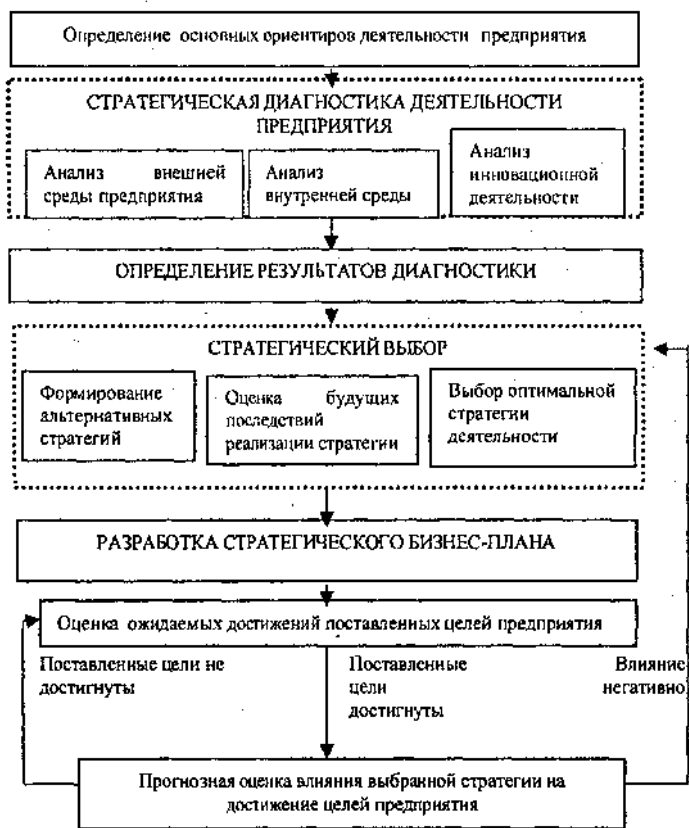 Определение основных ориентиров деятельности предприятия
СТРАТЕГИЧЕСКАЯ ДИАГНОСТИКА ДЕЯТЕЛЬНОСТИ
ПРЕДПРИЯТИЯ
Анализ внешней
среды предприятия
Анализ
внутренней среды
Анализ
инновационной
деятельности
ОПРЕДЕЛЕНИЕ РЕЗУЛЬТАТОВ ДИАГНОСТИКИ
СТРАТЕГИЧЕСКИЙ ВЫБОР
Формирование
альтернативных
стратегий
Оценка будущих
последствий
реализации стратегии
Выбор оптимальной
стратегии
деятельности
РАЗРАБОТКА СТРАТЕГИЧЕСКОГО БИЗНЕС-ПЛАНА
Оценка ожидаемых достижений поставленных целей предприятия
Поставленные цели не
достигнуты
Поставленные
цели
достигнуты
Влияние
негативно
Прогнозная оценка влияния выбранной стратегии на
достижение целей предприятия